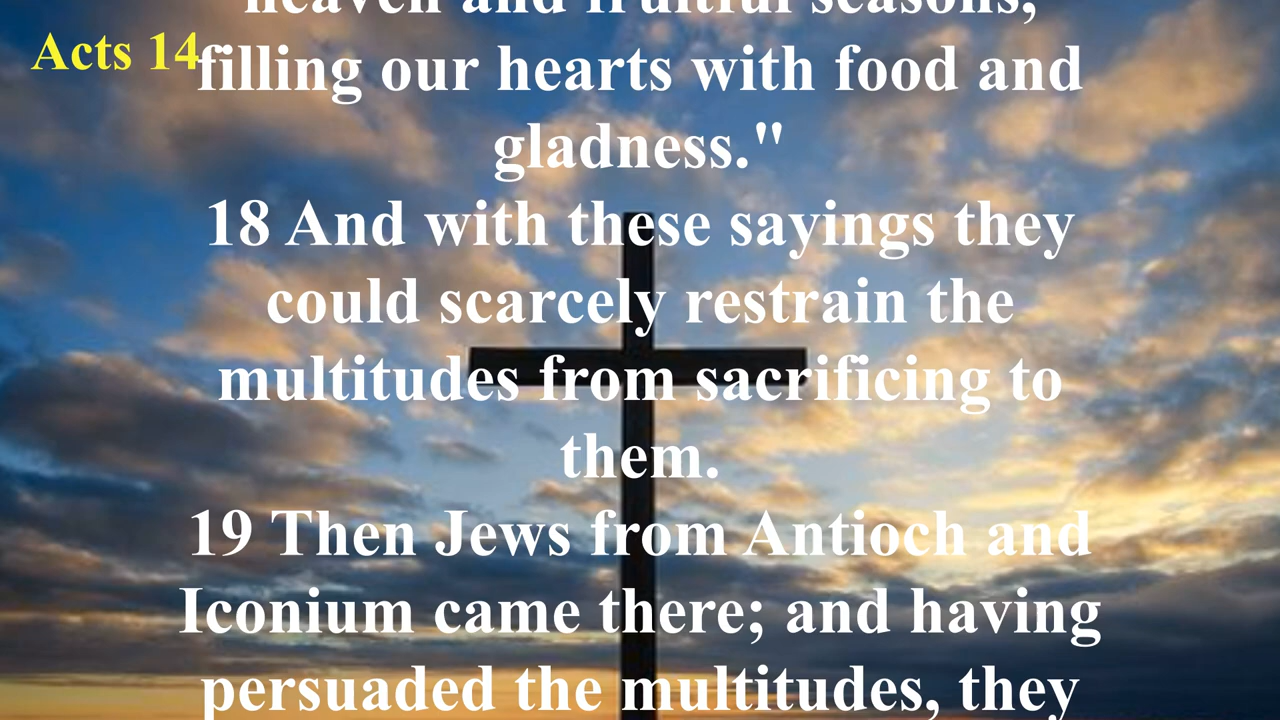 heaven and fruitful seasons,
Acts 14
filling our hearts with food and
gladness."
18 And with these sayings they
could scarcely restrain the
multitudes from sacrificing to
them.
19 Then Jews from Antioch and
Iconium came there; and having
persuaded the multitudes, they